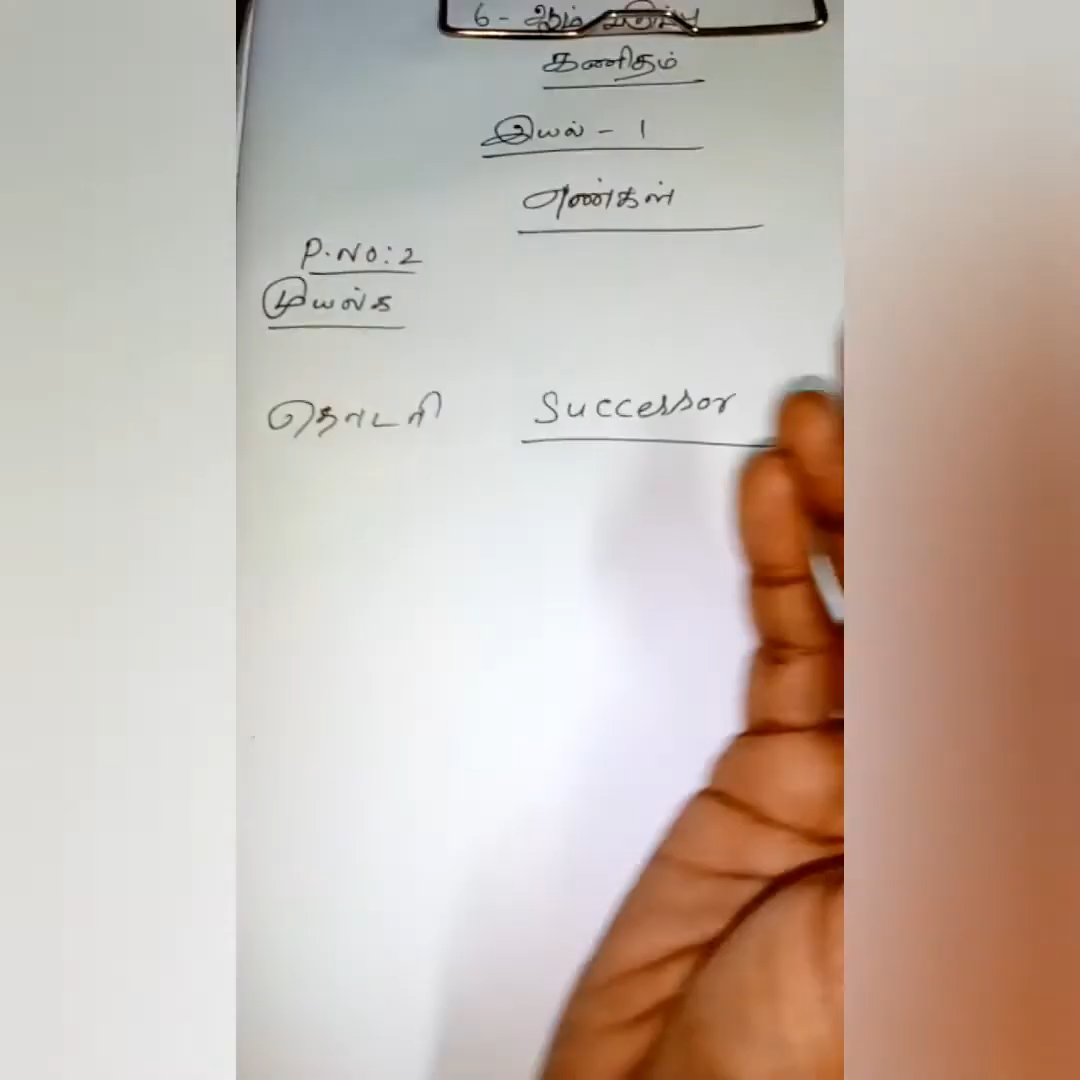 6 - ஆம் வகுப்பு
கணிதம்
இயல் - 1
எண்கள்
P.NO: 2
முயல்க
தொடரி Successor